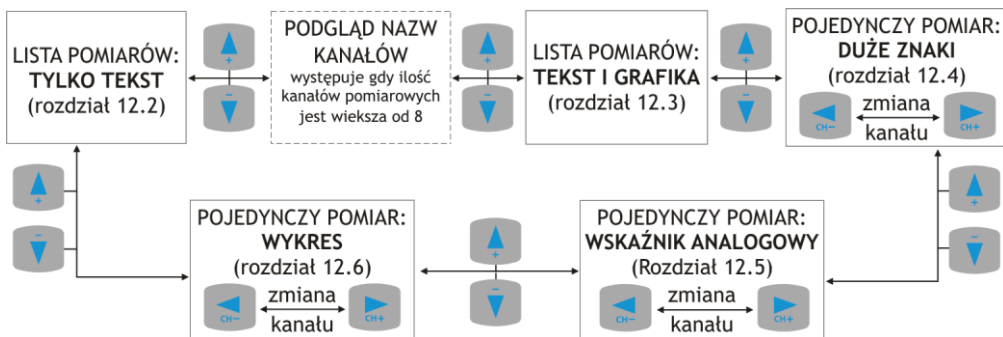 LISTA POMIARÓW:
TYLKO TEKST
(rozdział 12.2)
+
−
PODGLĄD NAZW
KANAŁÓW
występuje gdy ilość
kanałów pomiarowych
jest wieksza od 8
+
−
LISTA POMIARÓW:
TEKST I GRAFIKA
(rozdział 12.3)
+
−
POJEDYNCZY POMIAR:
DUŻE ZNAKI
(rozdział 12.4)
CH− zmiana CH+
kanału
+
−
+
−
POJEDYNCZY POMIAR:
WYKRES
(rozdział 12.6)
CH− zmiana CH+
kanału
+
−
POJEDYNCZY POMIAR:
WSKAŹNIK ANALOGOWY
(Rozdział 12.5)
CH− zmiana CH+
kanału